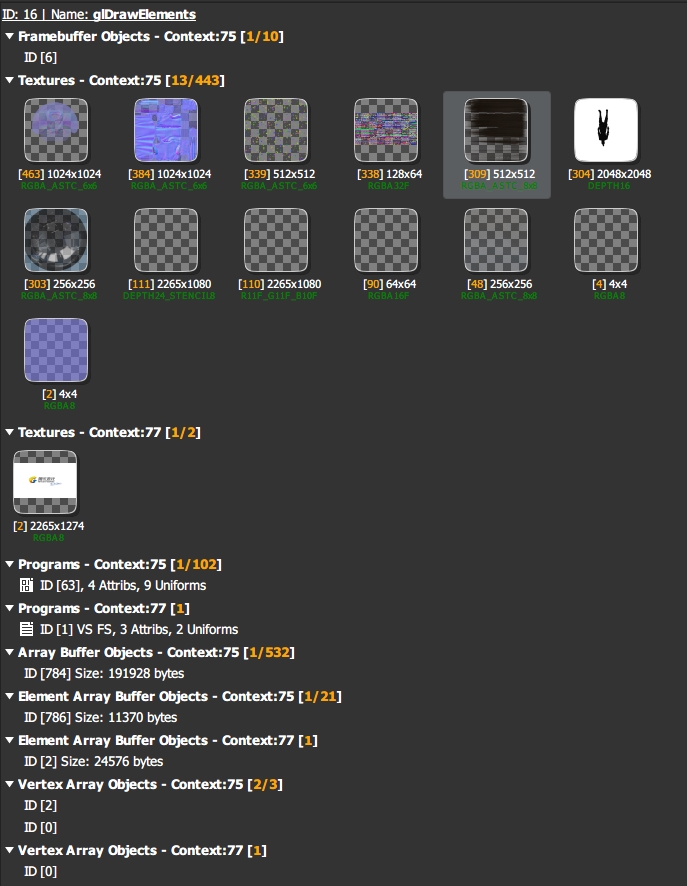 ID: 16 | Name: glDrawElements
Framebuffer Objects - Context:75 [1/10]
ID [6]
Textures - Context:75 [13/443]
[463] 1024x1024
RGBA_ASTC_6x6
[384] 1024x1024
RGBA_ASTC_6x6
[339] 512x512
RGBA_ASTC_6x6
[338] 128x64
RGBA32F
[309] 512x512
[304] 2048x2048
DEPTH16
[303] 256x256
RGBA_ASTC_8x8
[111] 2265x1080
DEPTH24_STENCIL8
[110] 2265x1080
R11F_G11F_B10F
[90] 64x64
RGBA16F
[48] 256x256
RGBA_ASTC_8x8
[4] 4x4
RGBA8
[2] 4x4
RGBA8
Textures - Context:77 [1/2]
[2] 2265x1274
RGBA8
Programs - Context:75 [1/102]
ID [63], 4 Attribs, 9 Uniforms
Programs - Context:77 [1]
ID [1] VS FS, 3 Attribs, 2 Uniforms
Array Buffer Objects - Context:75 [1/532]
ID [784] Size: 191928 bytes
Element Array Buffer Objects - Context:75 [1/21]
ID [786] Size: 11370 bytes
Element Array Buffer Objects - Context:77 [1]
ID [2] Size: 24576 bytes
Vertex Array Objects - Context:75 [2/3]
ID [2]
ID [0]
Vertex Array Objects - Context:77 [1]
ID [0]